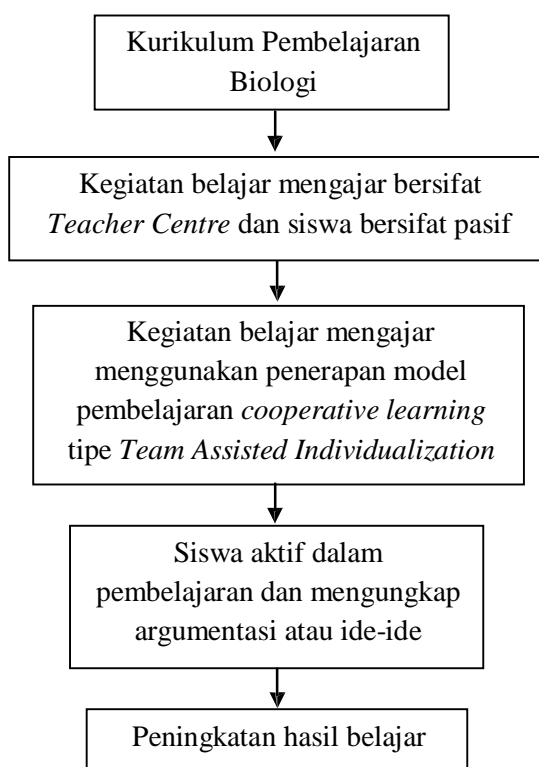 Kurikulum Pembelajaran
Biologi
Kegiatan belajar mengajar bersifat
Teacher Centre dan siswa bersifat pasif
Kegiatan belajar mengajar
menggunakan penerapan model
pembelajaran cooperative learning
tipe Team Assisted Individualization
Siswa aktif dalam
pembelajaran dan mengungkap
argumentasi atau ide-ide
Peningkatan hasil belajar